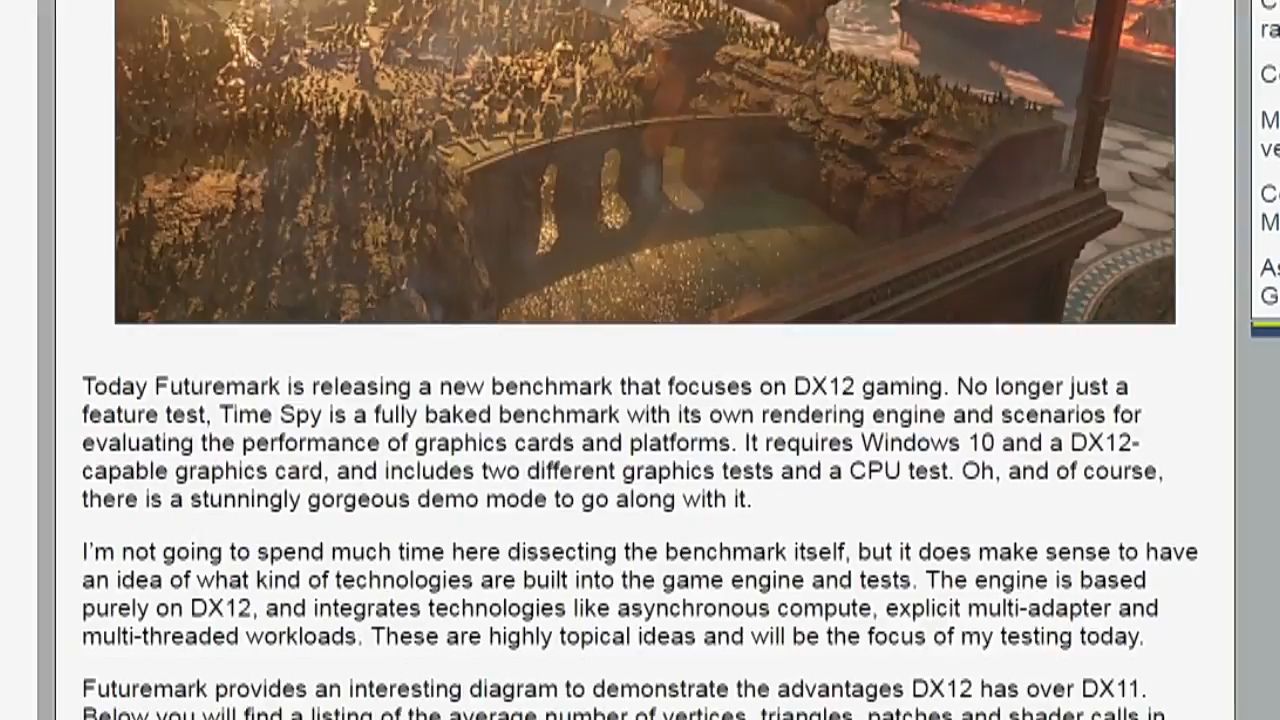 Today Futuremark is releasing a new benchmark that focuses on DX12 gaming. No longer just a
feature test, Time Spy is a fully baked benchmark with its own rendering engine and scenarios for
evaluating the performance of graphics cards and platforms. It requires Windows 10 and a DX12-
capable graphics card, and includes two different graphics tests and a CPU test. Oh, and of course,
there is a stunningly gorgeous demo mode to go along with it.
I'm not going to spend much time here dissecting the benchmark itself, but it does make sense to have
an idea of what kind of technologies are built into the game engine and tests. The engine is based
purely on DX12, and integrates technologies like asynchronous compute, explicit multi-adapter and
multi-threaded workloads. These are highly topical ideas and will be the focus of my testing today.
Futuremark provides an interesting diagram to demonstrate the advantages DX12 has over DX11.
Below you will find a listing of the average number of vertices, triangles, patches and shader calls in